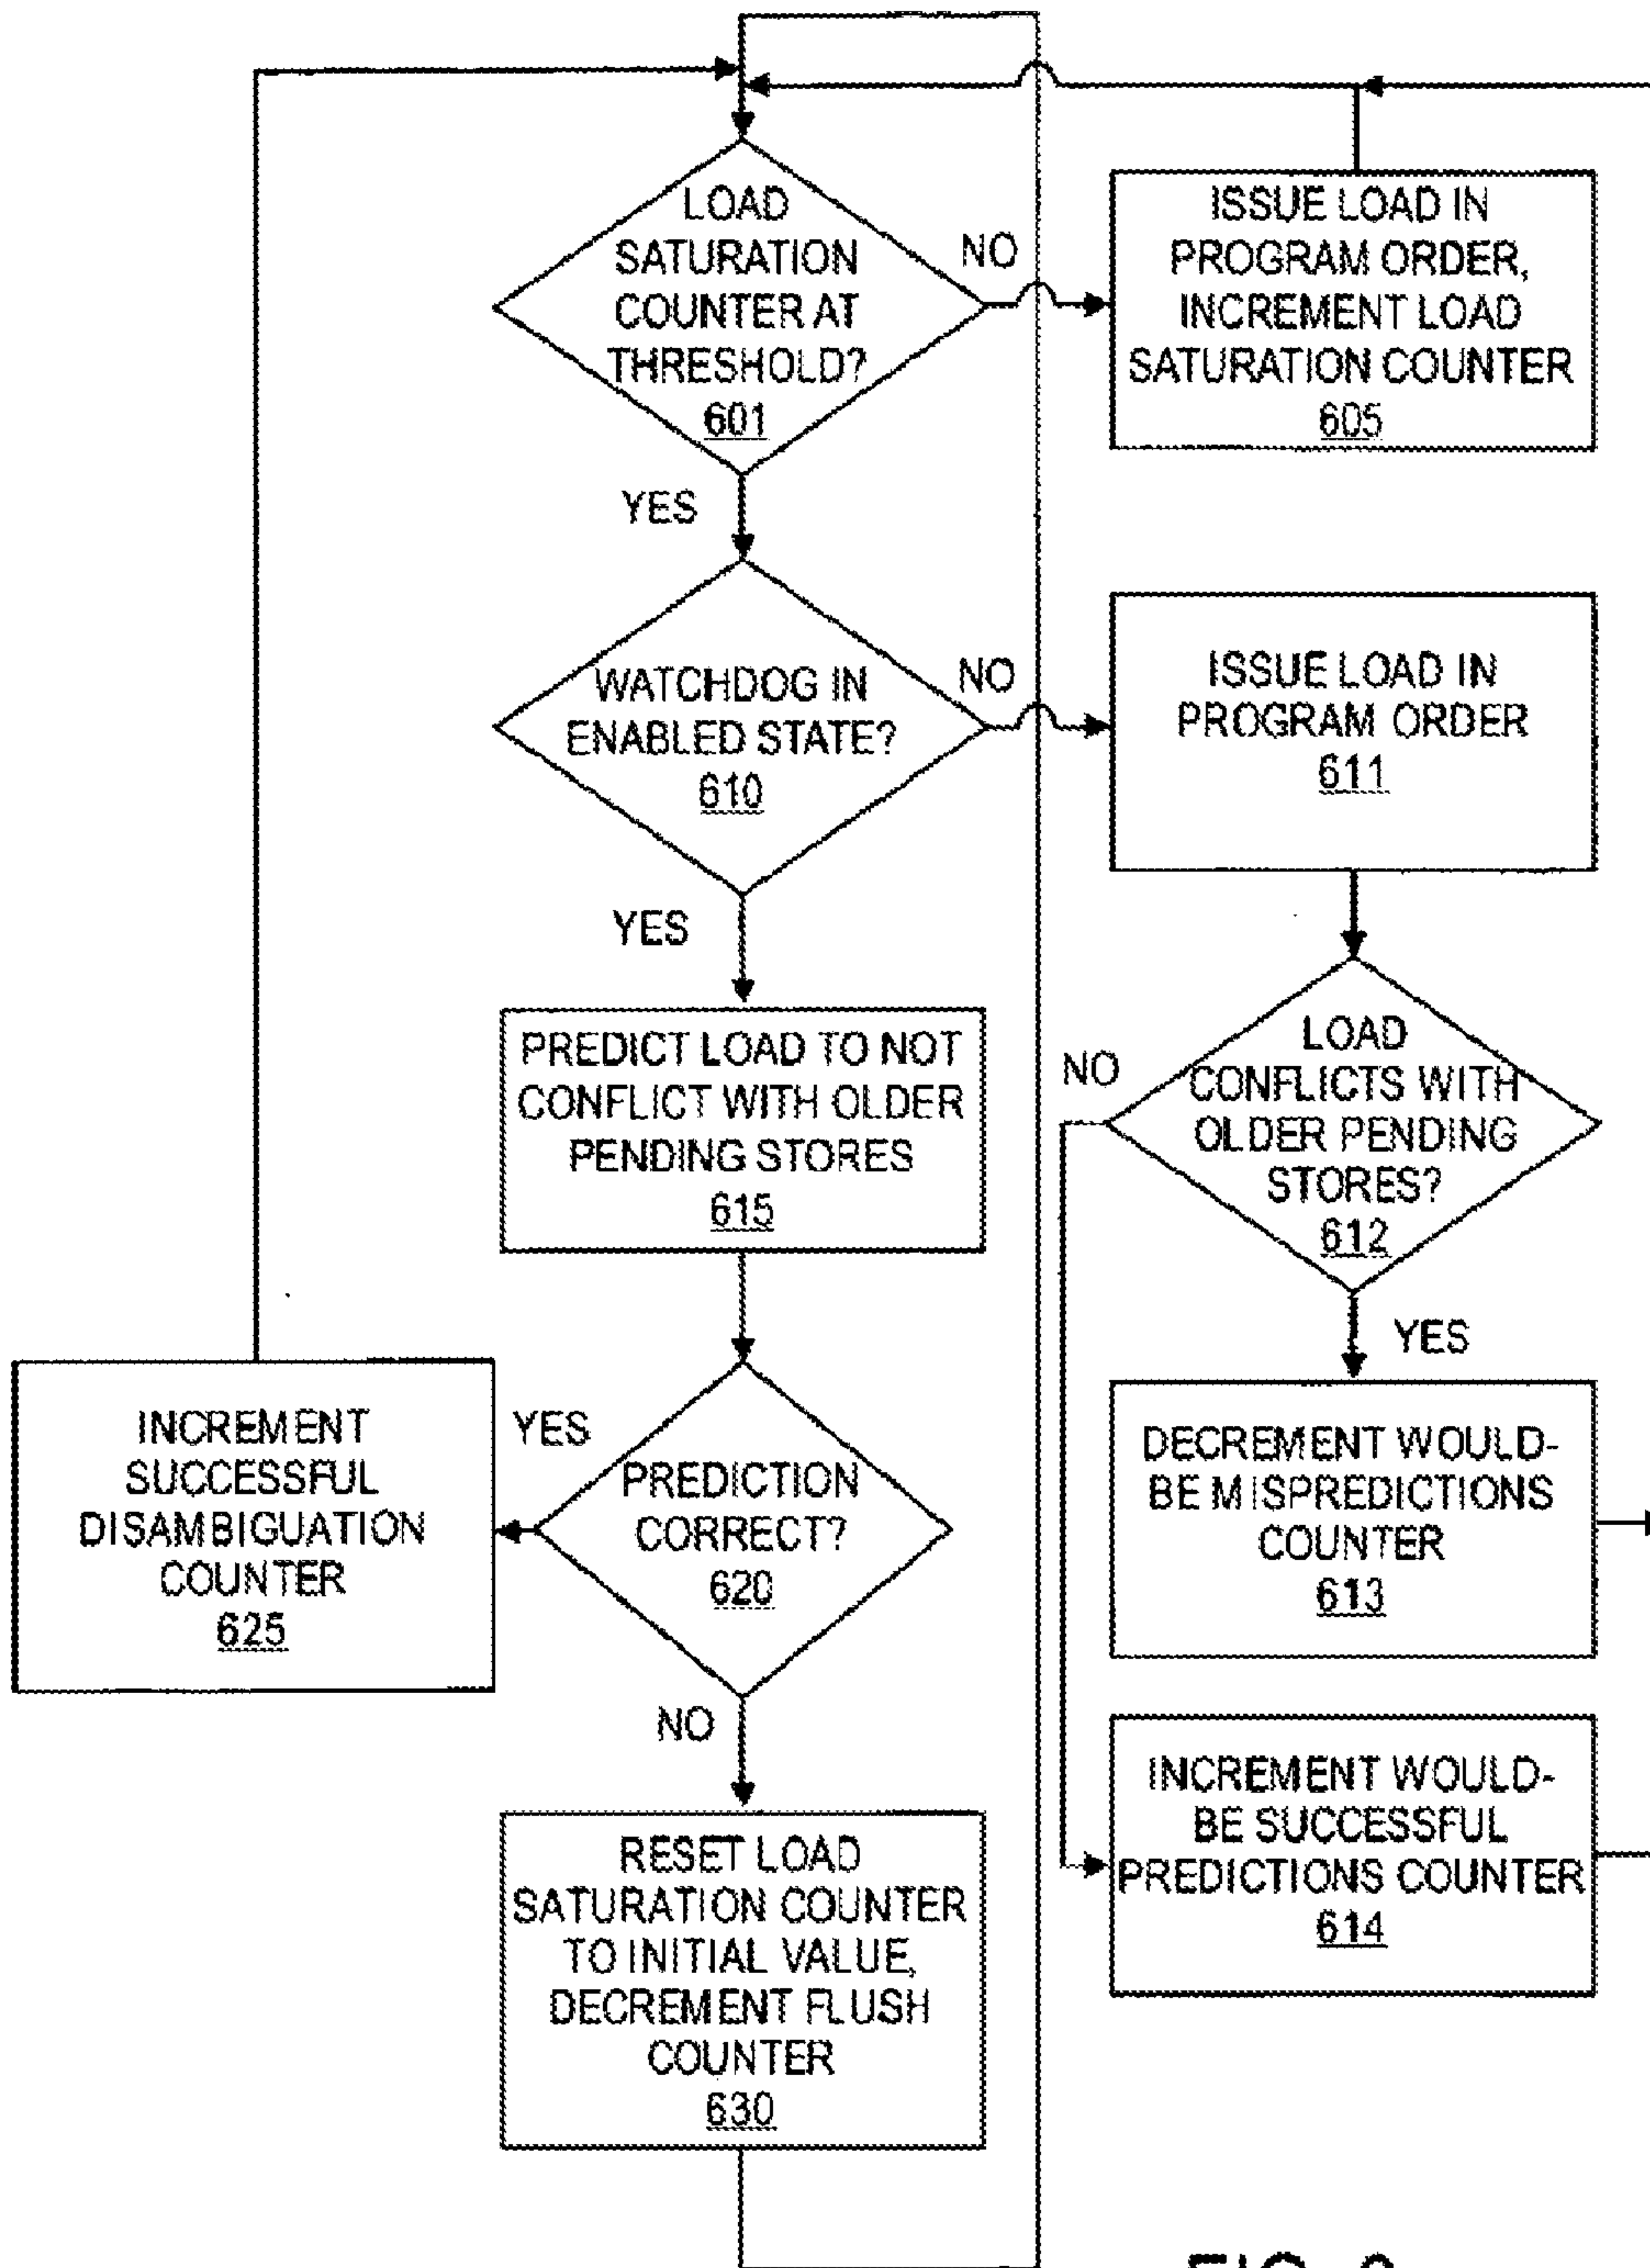 LOAD
SATURATION
COUNTER AT
THRESHOLD?
601
NO
ISSUE LOAD IN
PROGRAM ORDER,
INCREMENT LOAD
SATURATION COUNTER
605
YES
WATCHDOG IN
ENABLED STATE?
610
NO
ISSUE LOAD IN
PROGRAM ORDER
611
YES
PREDICT LOAD TO NOT
CONFLICT WITH OLDER
PENDING STORES
615
NO
LOAD
CONFLICTS WITH
OLDER PENDING
STORES?
612
YES
DECREMENT WOULD-
BE MISPREDICTIONS
COUNTER
613
INCREMENT
SUCCESSFUL
DISAMBIGUATION
COUNTER
625
YES
PREDICTION
CORRECT?
620
NO
INCREMENT WOULD-
BE SUCCESSFUL
PREDICTIONS COUNTER
614
RESET LOAD
SATURATION COUNTER
TO INITIAL VALUE,
DECREMENT FLUSH
COUNTER
630